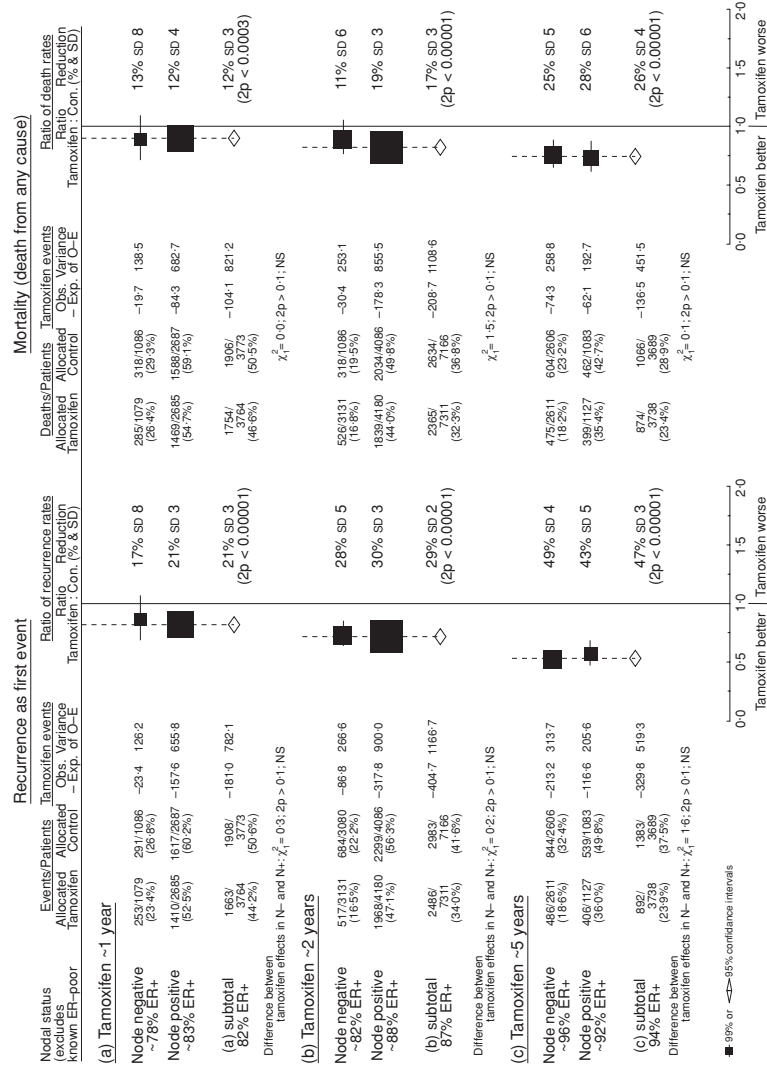 Recurrence as first event Mortality (death from any cause)
Nodal status (excludes known ER–poor) Events/Patients Allocated Tamoxifen Allocated Control Tamoxifen events Obs. – Exp. Variance of O–E Ratio of recurrence rates Ratio Tamoxifen : Con. Reduction (% & SD) Deaths/Patients Allocated Tamoxifen Allocated Control Tamoxifen events Obs. – Exp. Variance of O–E Ratio of death rates Ratio Tamoxifen : Con. Reduction (% & SD)
(a) Tamoxifen ~1 year
Node negative 253/1079 291/1086 –23·4 126·2 17% SD 8 285/1079 318/1086 –19·7 138·5 13% SD 8
~78% ER+ (23·4%) (26·8%) (26·4%) (29·3%)
Node positive 1410/2685 1617/2687 –157·6 655·8 21% SD 3 1469/2685 1588/2687 –84·3 682·7 12% SD 4
~83% ER+ (52·5%) (60·2%) (54·7%) (59·1%)
(a) subtotal 1663/ 1908/ –181·0 782·1 21% SD 3 1754/ 1906/ –104·1 821·2 12% SD 3
82% ER+ 3764 3773 (2p < 0.00001) 3764 3773 (2p < 0.0003)
(44·2%) (50·6%) (46·6%) (50·5%)
Difference between
tamoxifen effects in N– and N+: χ²₁= 0·3; 2p > 0·1; NS χ²₁= 0·0; 2p > 0·1; NS
(b) Tamoxifen ~2 years
Node negative 517/3131 684/3080 –86·8 266·6 28% SD 5 526/3131 318/1086 –30·4 253·1 11% SD 6
~82% ER+ (16·5%) (22·2%) (16·8%) (19·5%)
Node positive 1968/4180 2299/4086 –317·8 900·0 30% SD 3 1839/4180 2034/4086 –178·3 855·5 19% SD 3
~88% ER+ (47·1%) (56·3%) (44·0%) (49·8%)
(b) subtotal 2486/ 2983/ –404·7 1166·7 29% SD 2 2365/ 2634/ –208·7 1108·6 17% SD 3
87% ER+ 7311 7166 (2p < 0.00001) 7311 7166 (2p < 0.00001)
(34·0%) (41·6%) (32·3%) (36·8%)
Difference between
tamoxifen effects in N– and N+: χ²₁= 0·2; 2p > 0·1; NS χ²₁= 1·5; 2p > 0·1; NS
(c) Tamoxifen ~5 years
Node negative 486/2611 844/2606 –213·2 313·7 49% SD 4 475/2611 604/2606 –74·3 258·8 25% SD 5
~96% ER+ (18·6%) (32·4%) (18·2%) (23·2%)
Node positive 406/1127 539/1083 –116·6 205·6 43% SD 5 399/1127 462/1083 –62·1 192·7 28% SD 6
~92% ER+ (36·0%) (49·8%) (35·4%) (42·7%)
(c) subtotal 892/ 1383/ –329·8 519·3 47% SD 3 874/ 1066/ –136·5 451·5 26% SD 4
94% ER+ 3738 3689 (2p < 0.00001) 3738 3689 (2p < 0.00001)
(23·9%) (37·5%) (23·4%) (28·9%)
Difference between
tamoxifen effects in N– and N+: χ²₁= 1·6; 2p > 0·1; NS χ²₁= 0·1; 2p > 0·1; NS
99% or 95% confidance intervals
0·0 0·5 1·0 1·5 2·0 0·0 0·5 1·0 1·5 2·0
Tamoxifen better Tamoxifen worse Tamoxifen better Tamoxifen worse